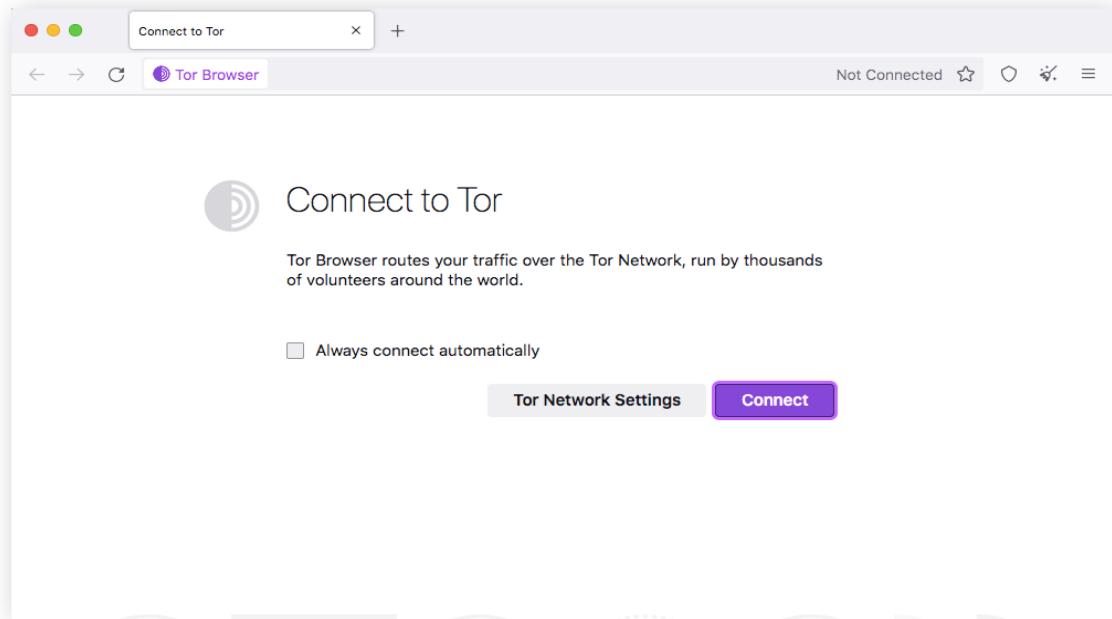 Connect to Tor
Tor Browser
Not Connected
Connect to Tor
Tor Browser routes your traffic over the Tor Network, run by thousands
of volunteers around the world.
Always connect automatically
Tor Network Settings
Connect